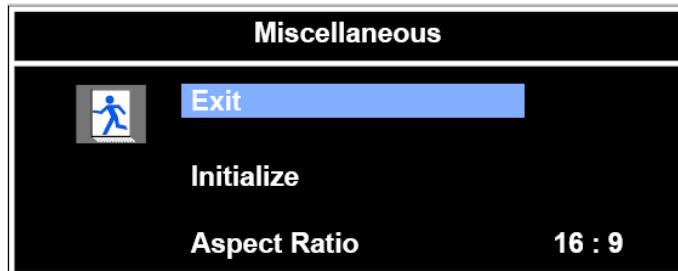 Miscellaneous
Exit
Initialize
Aspect Ratio 16 : 9